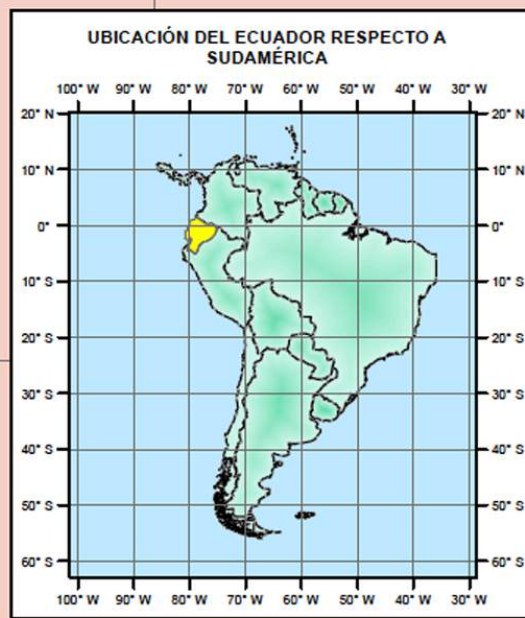 UBICACIÓN DEL ECUADOR RESPECTO A
SUDAMÉRICA
100° W 90° W 80° W 70° W 60° W 50° W 40° W 30° W
20° N 20° N
10° N 10° N
0° 0°
10° S 10° S
20° S 20° S
30° S 30° S
40° S 40° S
50° S 50° S
60° S 60° S
100° W 90° W 80° W 70° W 60° W 50° W 40° W 30° W